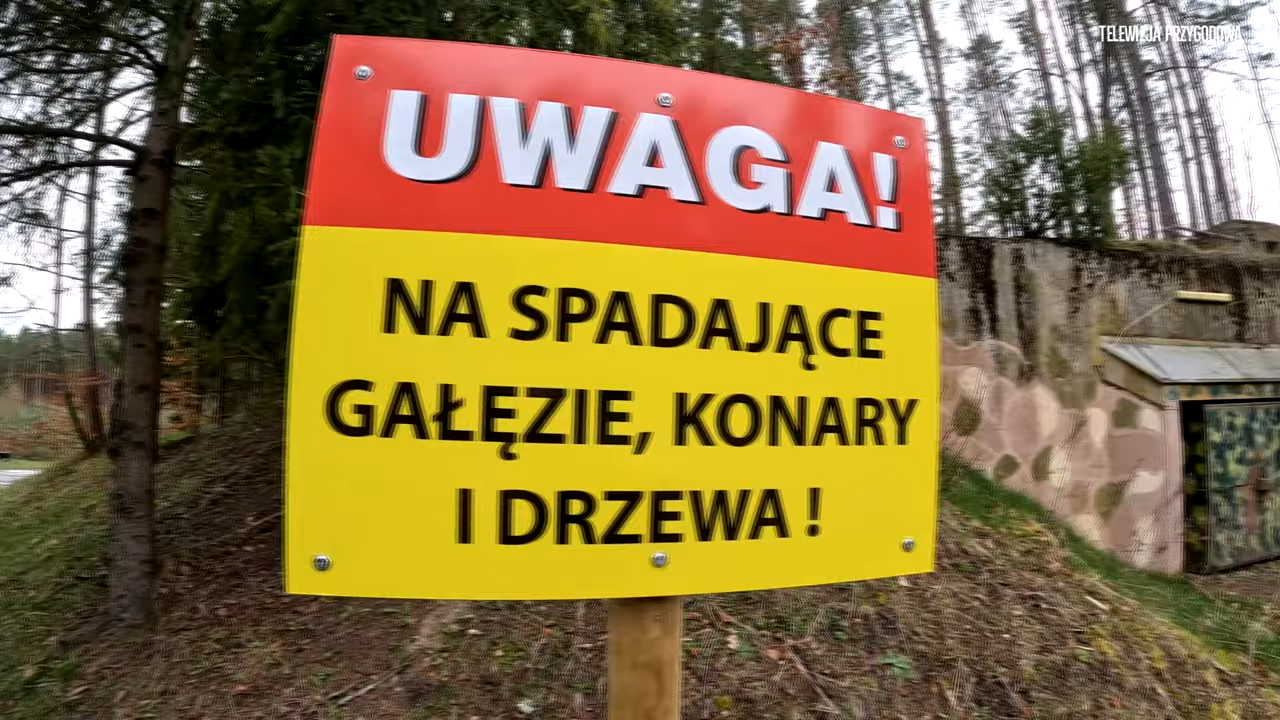 TELEWIZJA PRZYGODOWA
UWAGA!
NA SPADAJĄCE
GAŁĘZIE, KONARY
I DRZEWA !